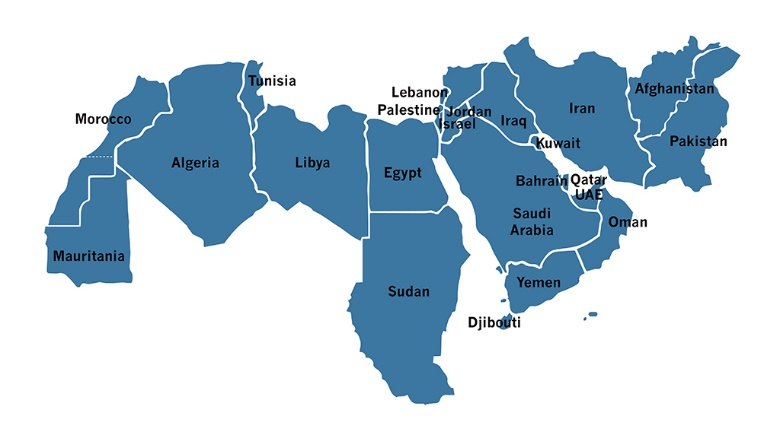 Tunisia
Lebanon
Morocco
Palestine
Jordan
Israel
Iraq
Iran
Afghanistan
Kuwait
Pakistan
Algeria
Libya
Egypt
Bahrain
Qatar
UAE
Saudi
Arabia
Oman
Mauritania
Sudan
Yemen
Djibouti